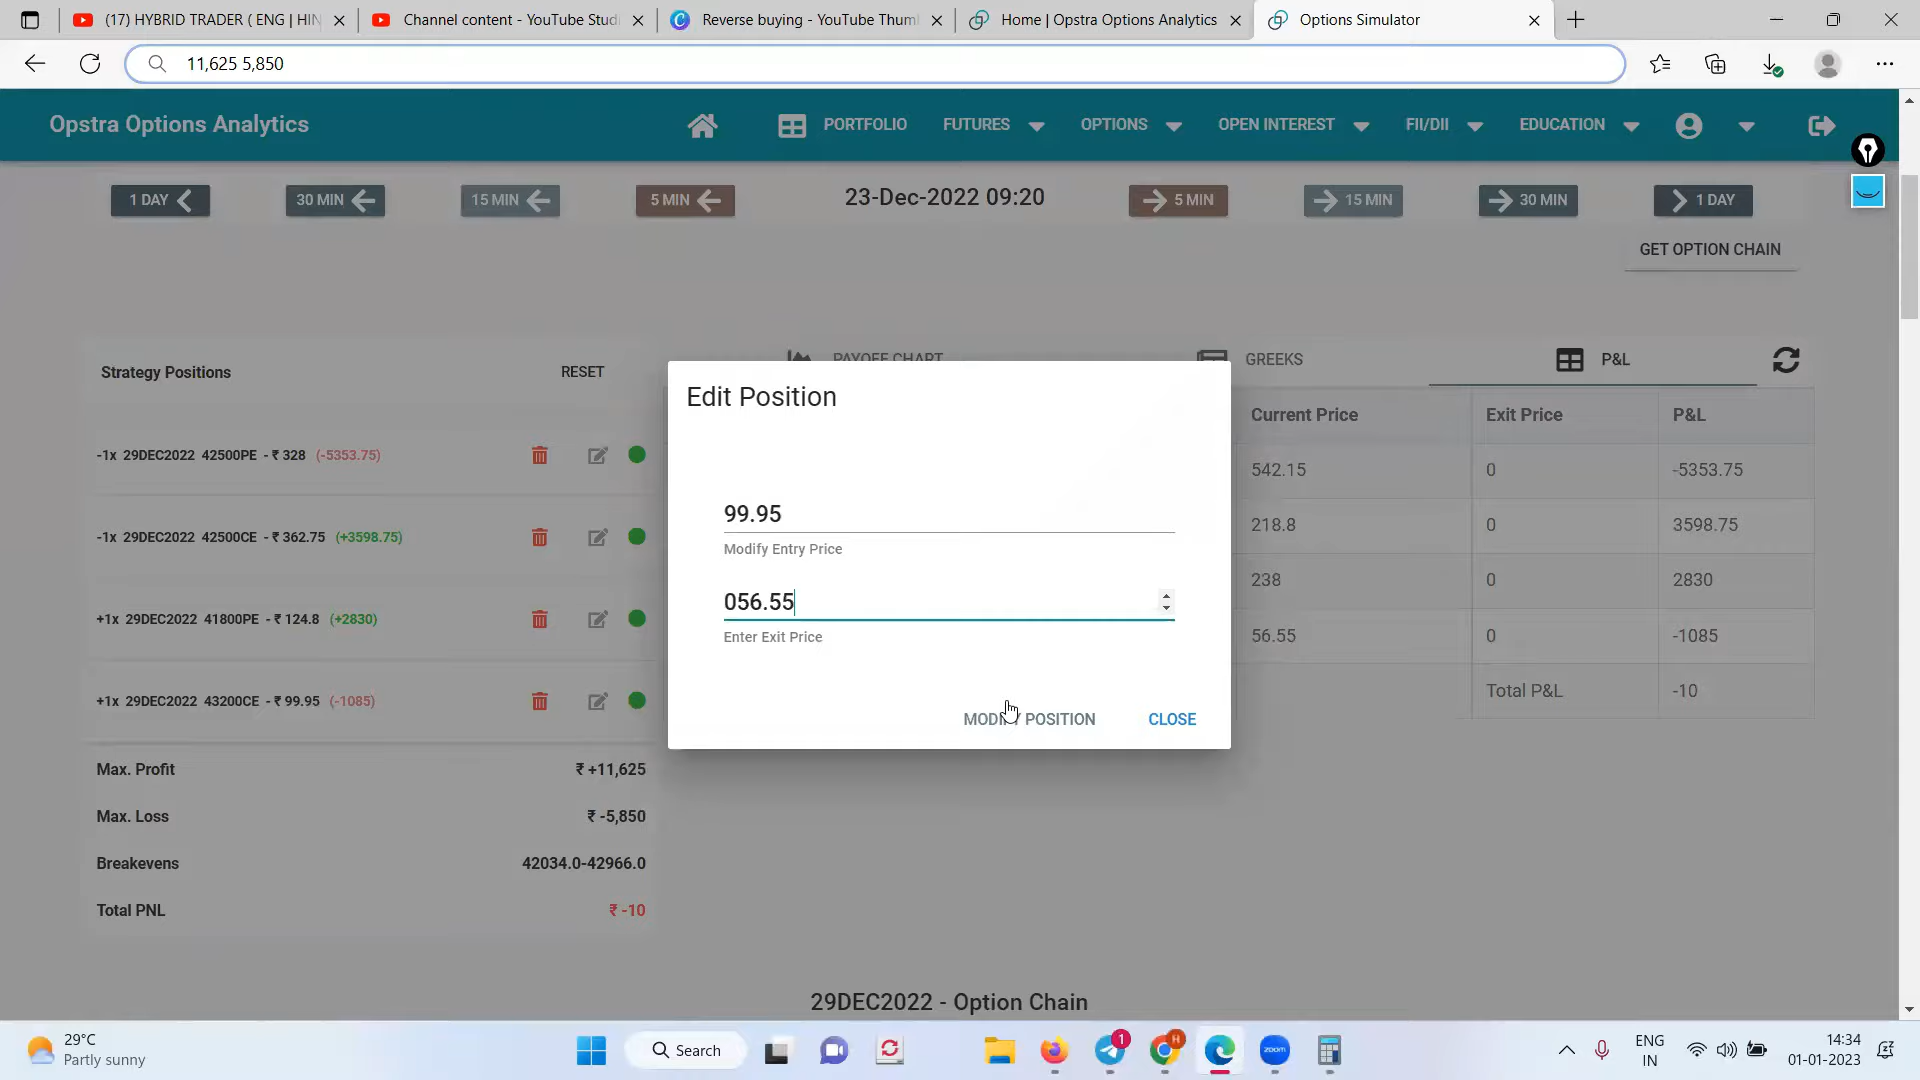 (17) HYBRID TRADER ( ENG | HIN
Channel content - YouTube Studi
Reverse buying - YouTube Thum
Home | Opstra Options Analytics
Options Simulator
11,625 5,850
Opstra Options Analytics
PORTFOLIO
FUTURES
OPTIONS
OPEN INTEREST
FII/DII
EDUCATION
1 DAY
30 MIN
15 MIN
5 MIN
23-Dec-2022 09:20
5 MIN
15 MIN
30 MIN
1 DAY
GET OPTION CHAIN
Strategy Positions
RESET
PAYOFF CHART
GREEKS
P&L
-1x 29DEC2022 42500PE - ₹ 328 (-5353.75)
-1x 29DEC2022 42500CE - ₹ 362.75 (+3598.75)
+1x 29DEC2022 41800PE - ₹ 124.8 (+2830)
+1x 29DEC2022 43200CE - ₹ 99.95 (-1085)
Max. Profit ₹ +11,625
Max. Loss ₹ -5,850
Breakevens 42034.0-42966.0
Total PNL ₹ -10
Edit Position
99.95
Modify Entry Price
056.55
Enter Exit Price
MODIFY POSITION
CLOSE
Current Price Exit Price P&L
542.15 0 -5353.75
218.8 0 3598.75
238 0 2830
56.55 0 -1085
Total P&L -10
29DEC2022 - Option Chain
29°C
Partly sunny
Search
1
H
zoom
ENG
IN
14:34
01-01-2023